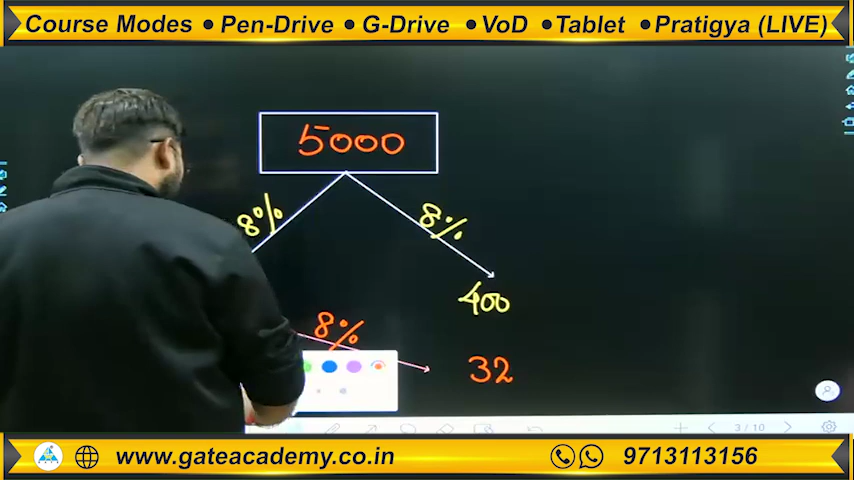 Course Modes • Pen-Drive • G-Drive • VoD • Tablet • Pratigya (LIVE)
5000
8% 8%
400
8%
32
3 / 10
www.gateacademy.co.in 9713113156